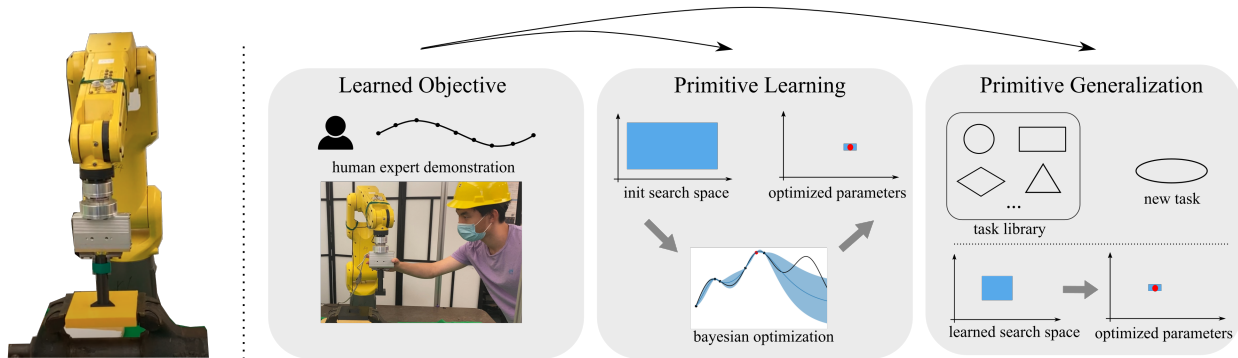 Learned Objective
human expert demonstration
Primitive Learning
init search space
optimized parameters
bayesian optimization
Primitive Generalization
...
task library
new task
learned search space
optimized parameters